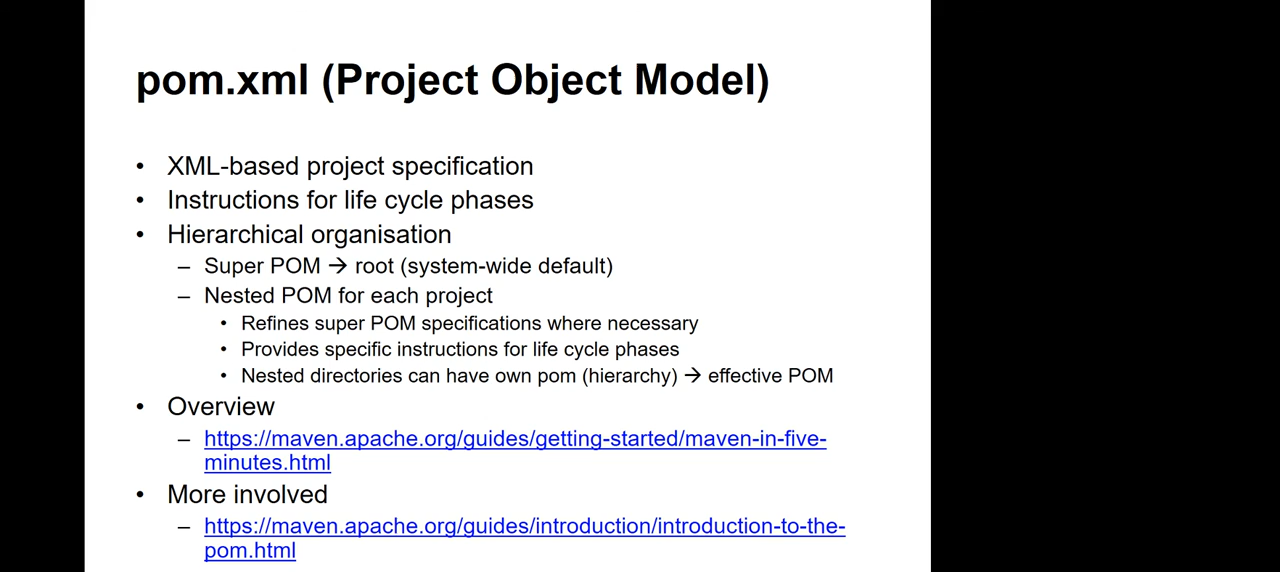 pom.xml (Project Object Model)
• XML-based project specification
• Instructions for life cycle phases
• Hierarchical organisation
– Super POM → root (system-wide default)
– Nested POM for each project
• Refines super POM specifications where necessary
• Provides specific instructions for life cycle phases
• Nested directories can have own pom (hierarchy) → effective POM
• Overview
– https://maven.apache.org/guides/getting-started/maven-in-five-
minutes.html
• More involved
– https://maven.apache.org/guides/introduction/introduction-to-the-
pom.html